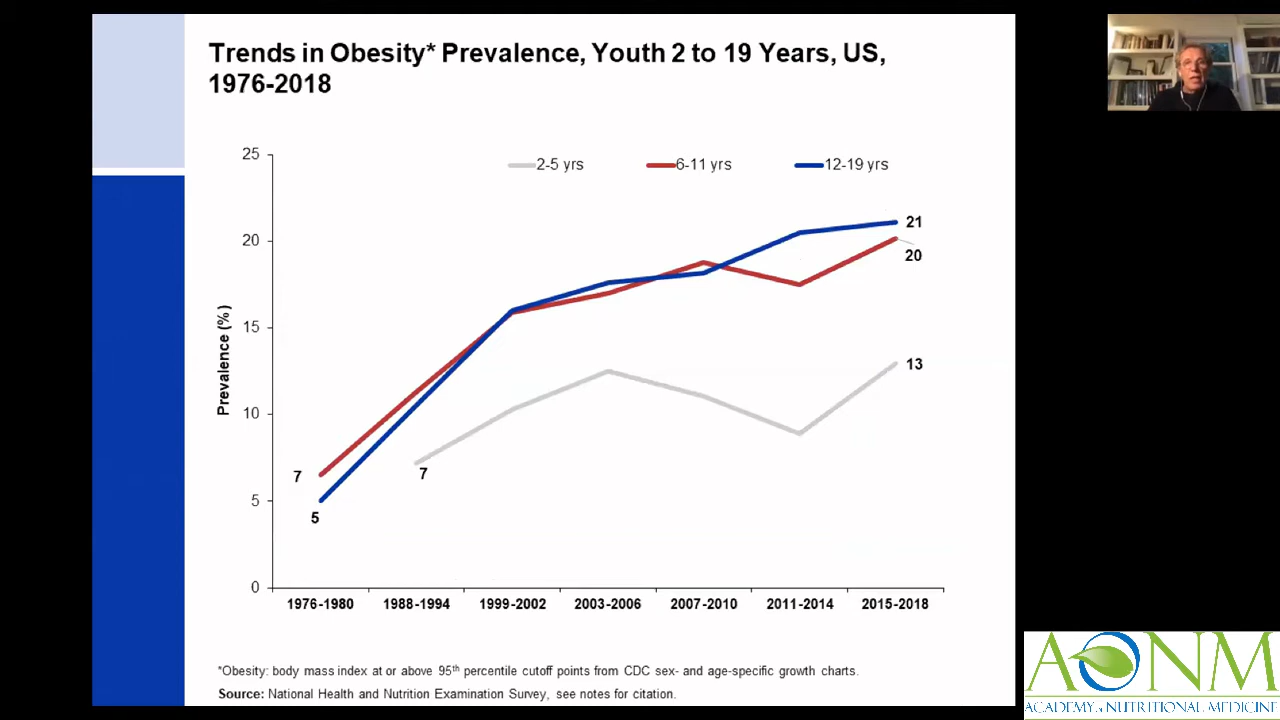 Trends in Obesity* Prevalence, Youth 2 to 19 Years, US,
1976-2018
25
20
15
10
5
0
Prevalence (%)
2-5 yrs
6-11 yrs
12-19 yrs
21
20
13
7
5
7
1976-1980
1988-1994
1999-2002
2003-2006
2007-2010
2011-2014
2015-2018
*Obesity: body mass index at or above 95th percentile cutoff points from CDC sex- and age-specific growth charts.
Source: National Health and Nutrition Examination Survey, see notes for citation.
AONM
ACADEMY of NUTRITIONAL MEDICINE